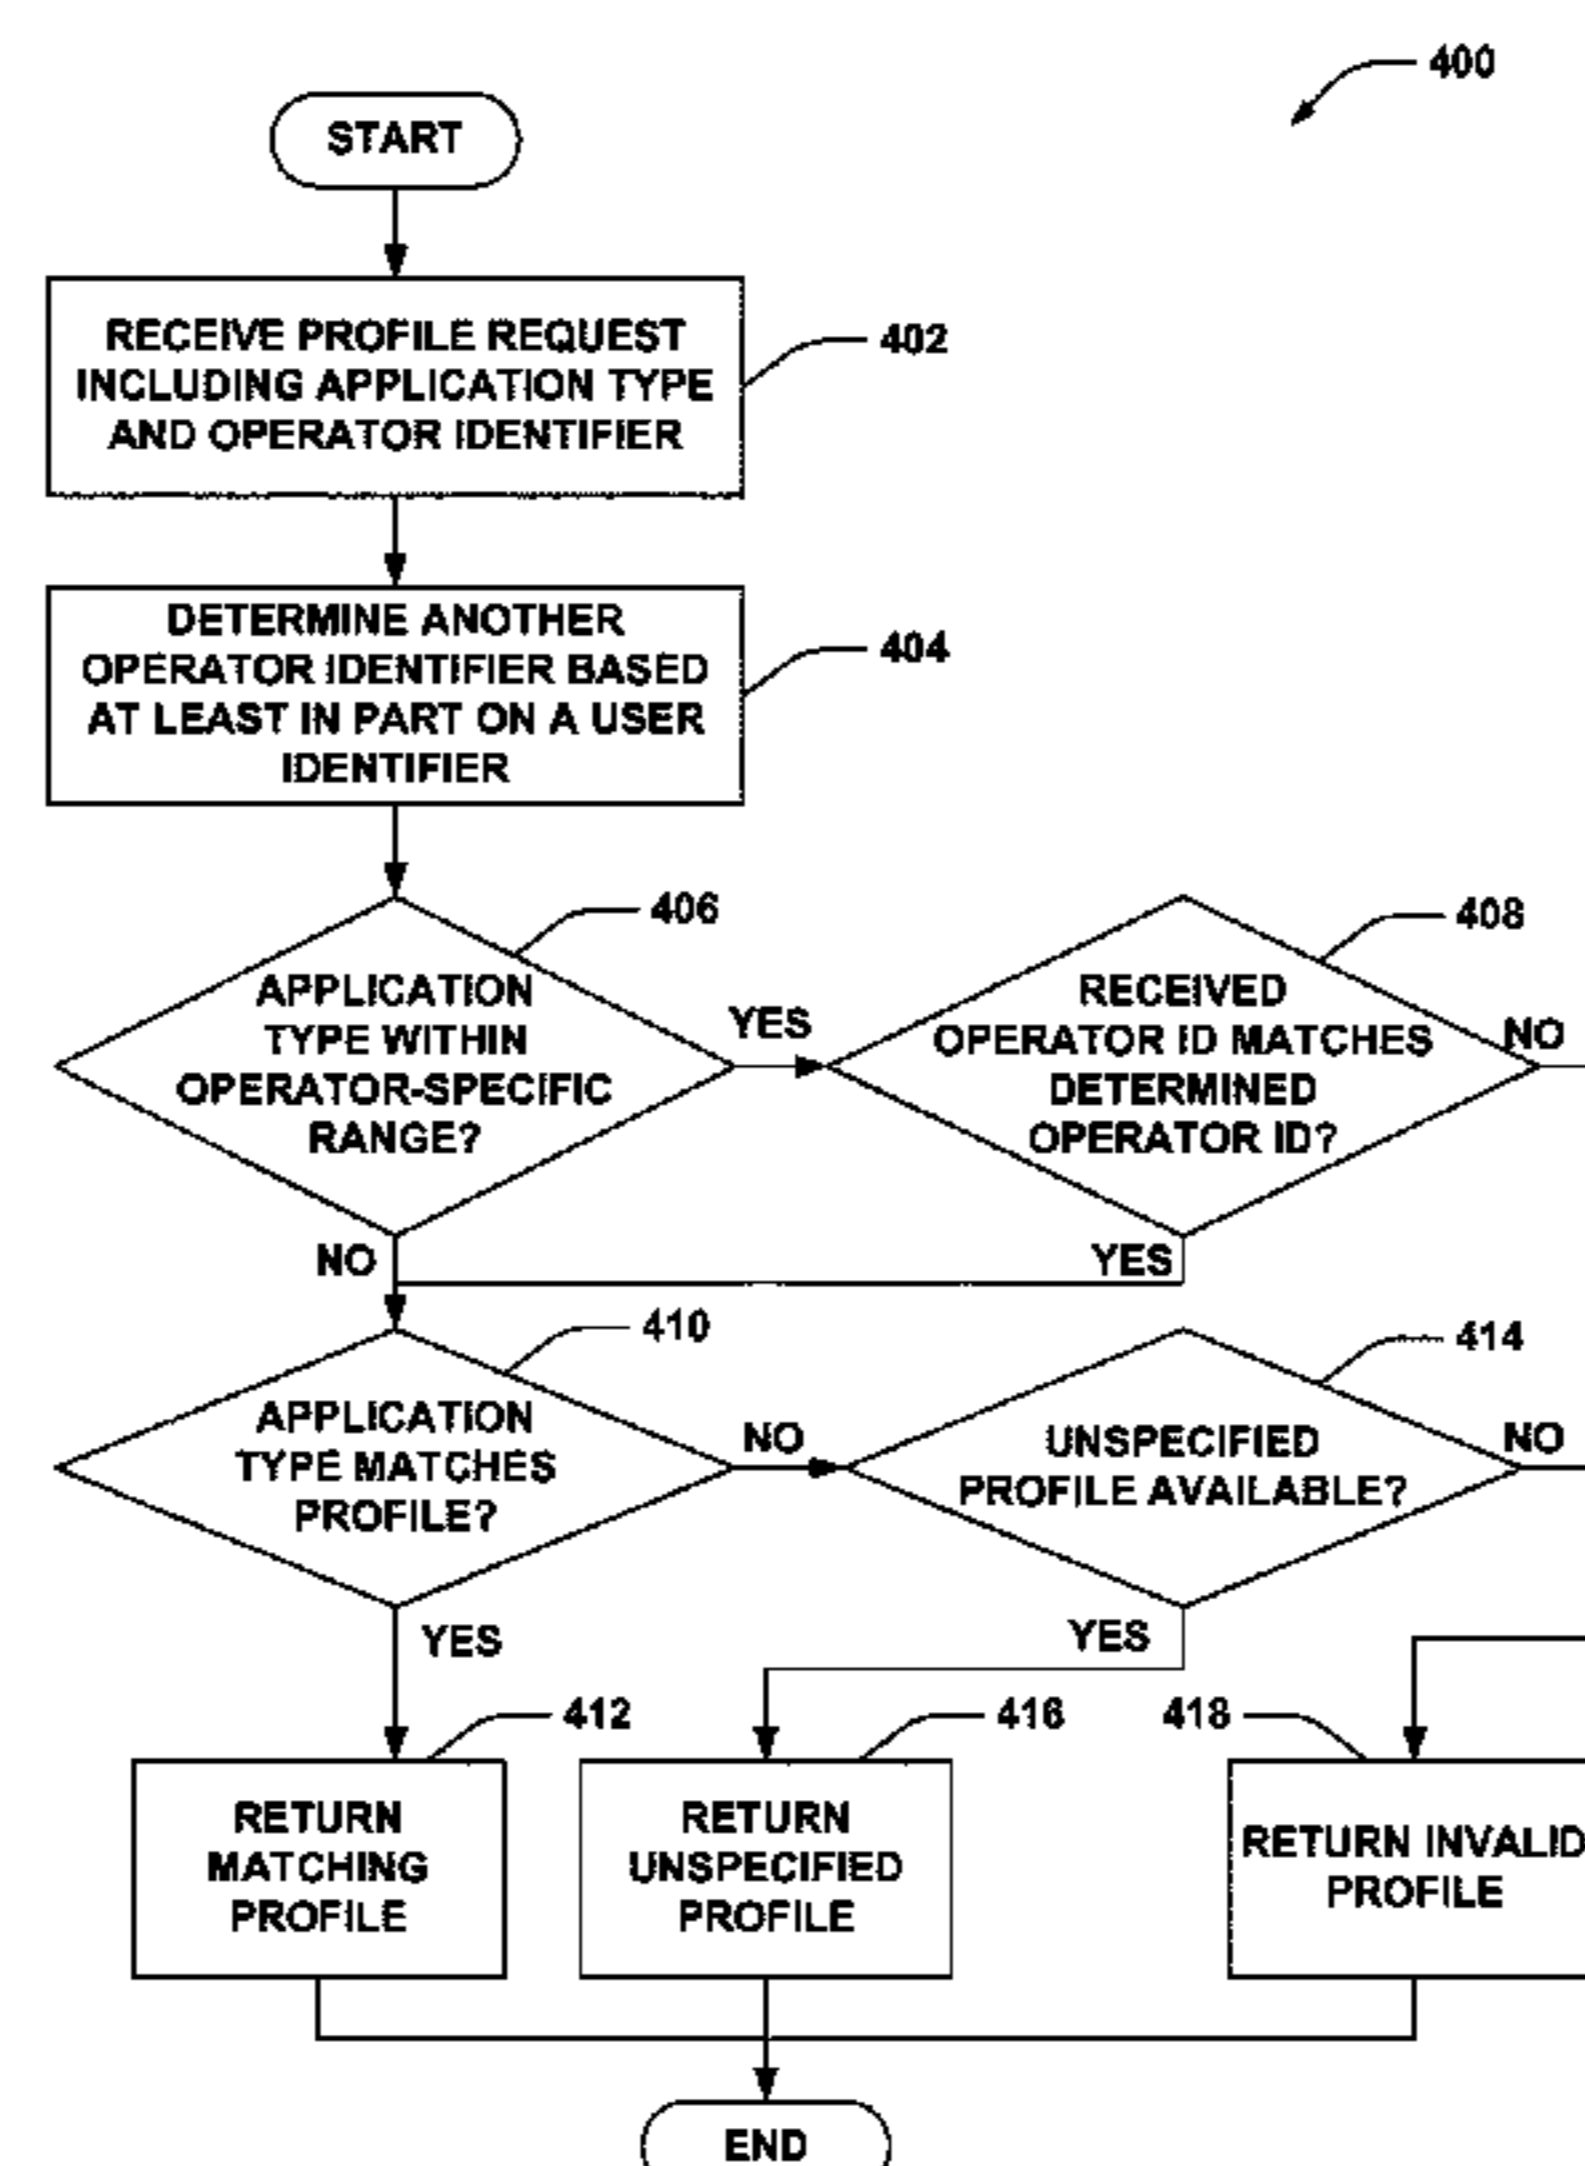 400
START
RECEIVE PROFILE REQUEST
INCLUDING APPLICATION TYPE
AND OPERATOR IDENTIFIER
402
DETERMINE ANOTHER
OPERATOR IDENTIFIER BASED
AT LEAST IN PART ON A USER
IDENTIFIER
404
406
APPLICATION
TYPE WITHIN
OPERATOR-SPECIFIC
RANGE?
YES
NO
408
RECEIVED
OPERATOR ID MATCHES
DETERMINED
OPERATOR ID?
NO
YES
410
APPLICATION
TYPE MATCHES
PROFILE?
NO
YES
414
UNSPECIFIED
PROFILE AVAILABLE?
NO
YES
412
RETURN
MATCHING
PROFILE
416
RETURN
UNSPECIFIED
PROFILE
418
RETURN INVALID
PROFILE
END